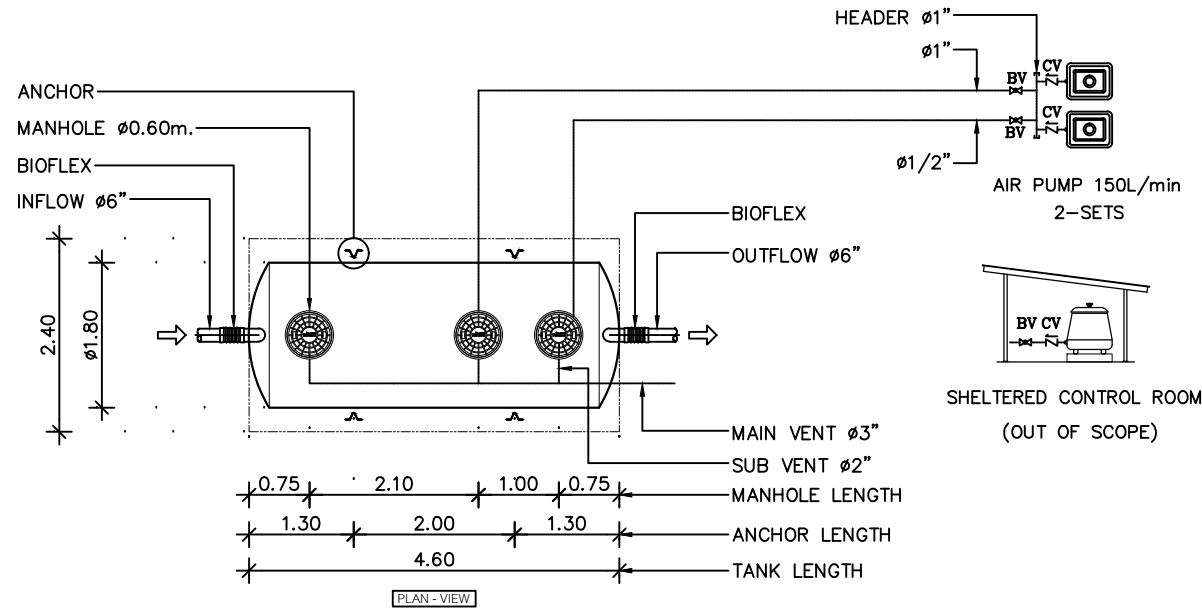 HEADER ø1"
ø1"
BV
CV
CV
BV
ø1/2"
AIR PUMP 150L/min
2-SETS
ANCHOR
MANHOLE ø0.60m.
BIOFLEX
INFLOW ø6"
BIOFLEX
OUTFLOW ø6"
2.40
ø1.80
BV CV
SHELTERED CONTROL ROOM
(OUT OF SCOPE)
MAIN VENT ø3"
SUB VENT ø2"
0.75 2.10 1.00 0.75 MANHOLE LENGTH
1.30 2.00 1.30 ANCHOR LENGTH
4.60 TANK LENGTH
PLAN - VIEW